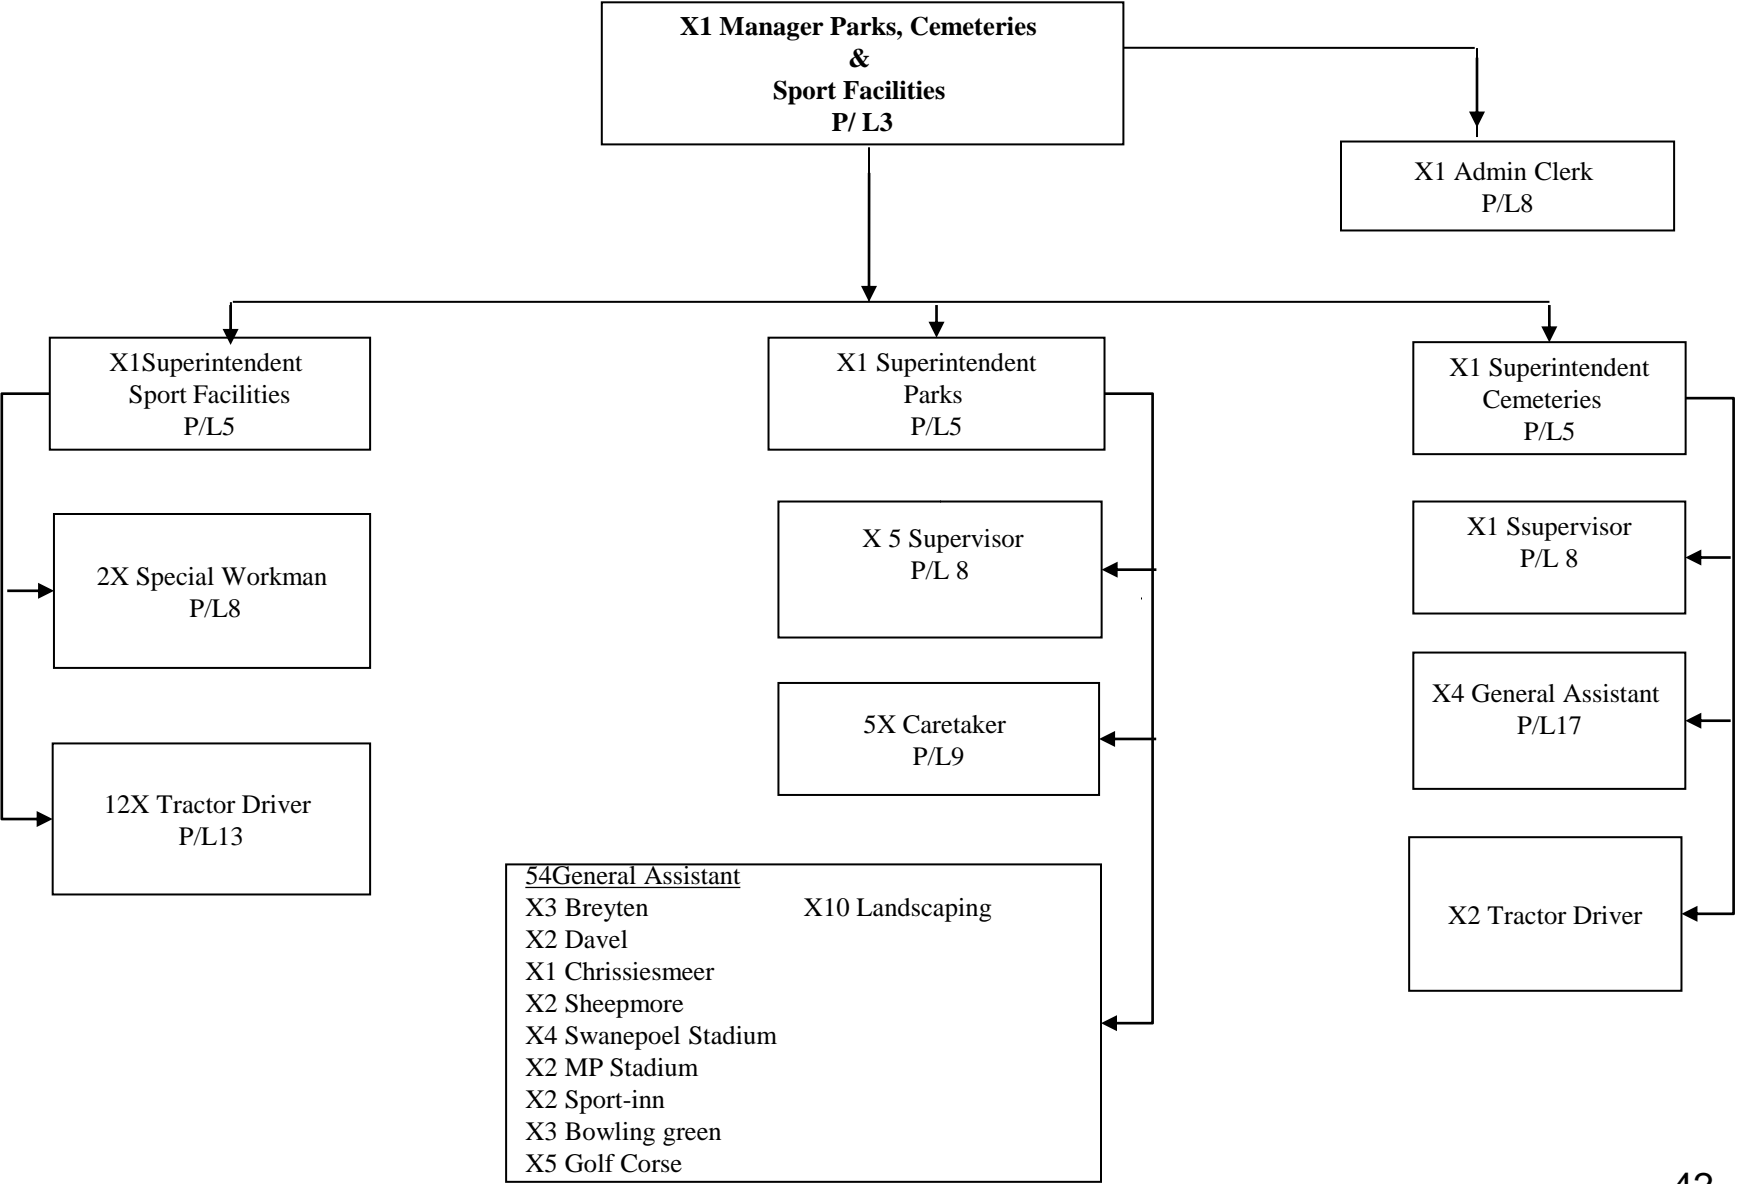 X1 Manager Parks, Cemeteries
&
Sport Facilities
P/ L3
X1 Admin Clerk
P/L8
X1Superintendent
Sport Facilities
P/L5
X1 Superintendent
Parks
P/L5
X1 Superintendent
Cemeteries
P/L5
2X Special Workman
P/L8
12X Tractor Driver
P/L13
X 5 Supervisor
P/L 8
5X Caretaker
P/L9
54General Assistant
X3 Breyten X10 Landscaping
X2 Davel
X1 Chrissiesmeer
X2 Sheepmore
X4 Swanepoel Stadium
X2 MP Stadium
X2 Sport-inn
X3 Bowling green
X5 Golf Corse
X1 Ssupervisor
P/L 8
X4 General Assistant
P/L17
X2 Tractor Driver